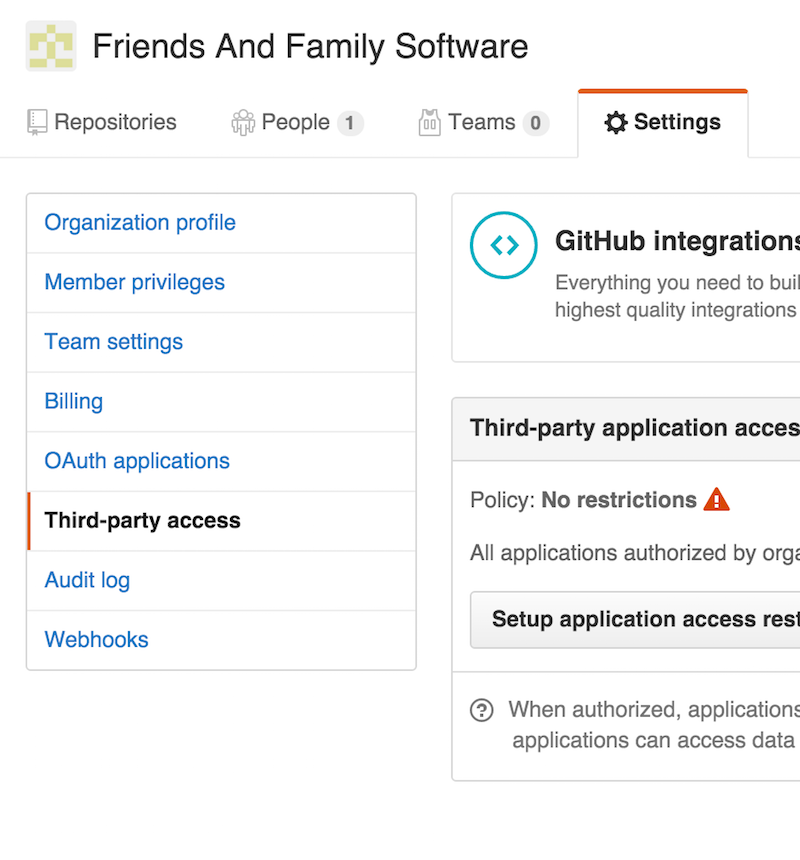 Friends And Family Software
Repositories People 1 Teams 0 Settings
Organization profile
Member privileges
Team settings
Billing
OAuth applications
Third-party access
Audit log
Webhooks
GitHub integrations
Everything you need to buil
highest quality integrations
Third-party application acces
Policy: No restrictions
All applications authorized by orga
Setup application access rest
When authorized, applications
applications can access data